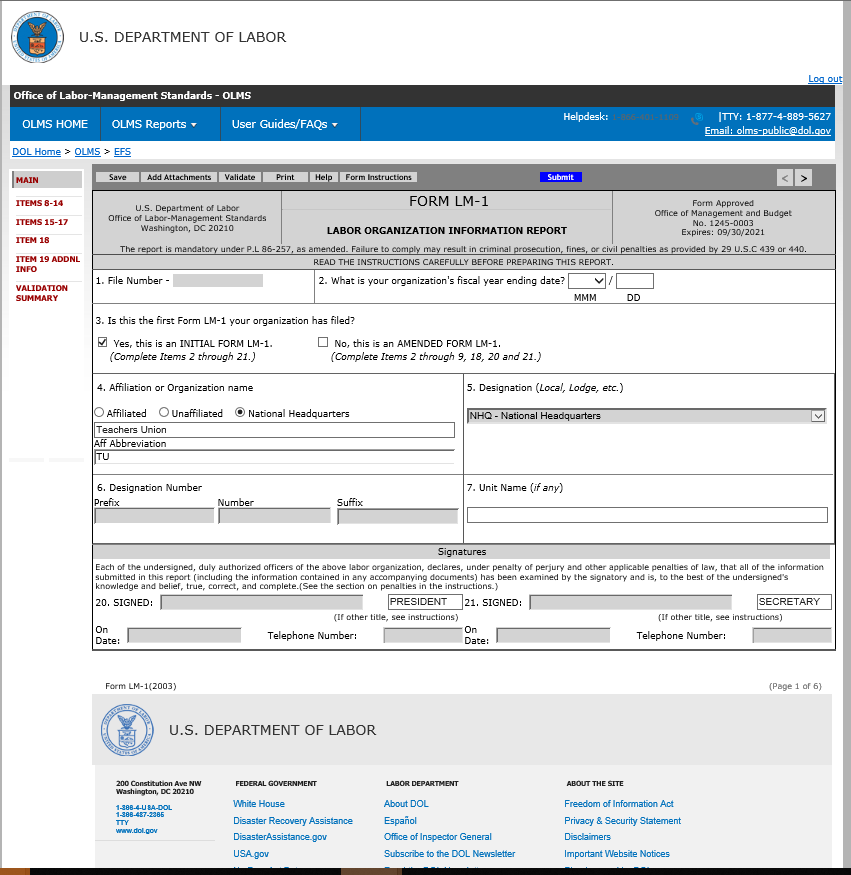 U.S. DEPARTMENT OF LABOR
Log out
Office of Labor-Management Standards - OLMS
OLMS HOME OLMS Reports User Guides/FAQs Helpdesk: |TTY: 1-877-4-889-5627
Email: olms-public@dol.gov
DOL Home > OLMS > EFS
MAIN
ITEMS 8-14
ITEMS 15-17
ITEM 18
ITEM 19 ADDNL
INFO
VALIDATION
SUMMARY
Save Add Attachments Validate Print Help Form Instructions Submit < >
U.S. Department of Labor
Office of Labor-Management Standards
Washington, DC 20210
FORM LM-1
LABOR ORGANIZATION INFORMATION REPORT
Form Approved
Office of Management and Budget
No. 1245-0003
Expires: 09/30/2021
The report is mandatory under P.L 86-257, as amended. Failure to comply may result in criminal prosecution, fines, or civil penalties as provided by 29 U.S.C 439 or 440.
READ THE INSTRUCTIONS CAREFULLY BEFORE PREPARING THIS REPORT.
1. File Number - 2. What is your organization's fiscal year ending date? /
MMM DD
3. Is this the first Form LM-1 your organization has filed?
Yes, this is an INITIAL FORM LM-1. No, this is an AMENDED FORM LM-1.
(Complete Items 2 through 21.) (Complete Items 2 through 9, 18, 20 and 21.)
4. Affiliation or Organization name
Affiliated Unaffiliated National Headquarters
Teachers Union
Aff Abbreviation
TU
5. Designation (Local, Lodge, etc.)
NHQ - National Headquarters
6. Designation Number
Prefix Number Suffix
7. Unit Name (if any)
Signatures
Each of the undersigned, duly authorized officers of the above labor organization, declares, under penalty of perjury and other applicable penalties of law, that all of the information
submitted in this report (including the information contained in any accompanying documents) has been examined by the signatory and is, to the best of the undersigned's
knowledge and belief, true, correct, and complete.(See the section on penalties in the instructions.)
20. SIGNED: PRESIDENT 21. SIGNED: SECRETARY
(If other title, see instructions) (If other title, see instructions)
On
Date: Telephone Number: On
Date: Telephone Number:
Form LM-1(2003) (Page 1 of 6)
U.S. DEPARTMENT OF LABOR
200 Constitution Ave NW
Washington, DC 20210
1-866-4-USA-DOL
1-866-487-2365
TTY
www.dol.gov
FEDERAL GOVERNMENT
White House
Disaster Recovery Assistance
DisasterAssistance.gov
USA.gov
LABOR DEPARTMENT
About DOL
Español
Office of Inspector General
Subscribe to the DOL Newsletter
ABOUT THE SITE
Freedom of Information Act
Privacy & Security Statement
Disclaimers
Important Website Notices